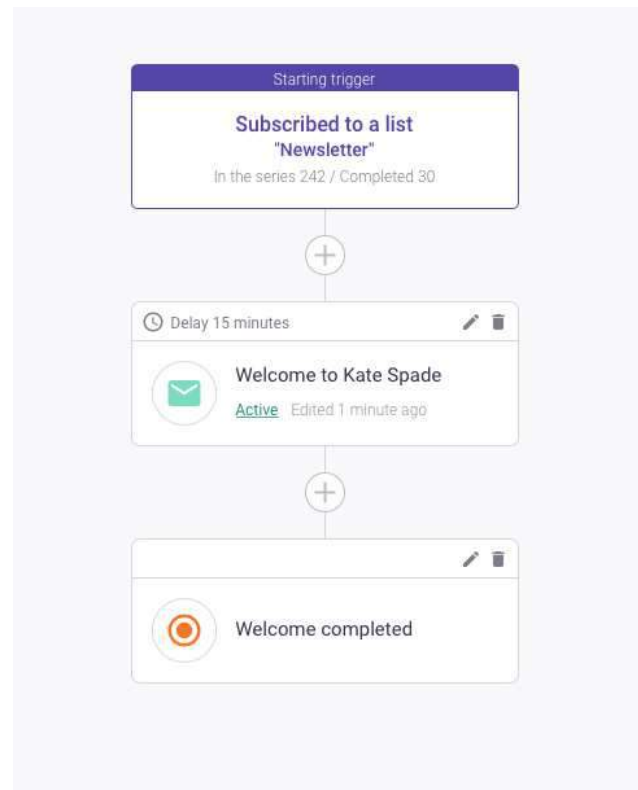 Starting trigger
Subscribed to a list
"Newsletter"
In the series 242 / Completed 30
Delay 15 minutes
Welcome to Kate Spade
Active Edited 1 minute ago
Welcome completed